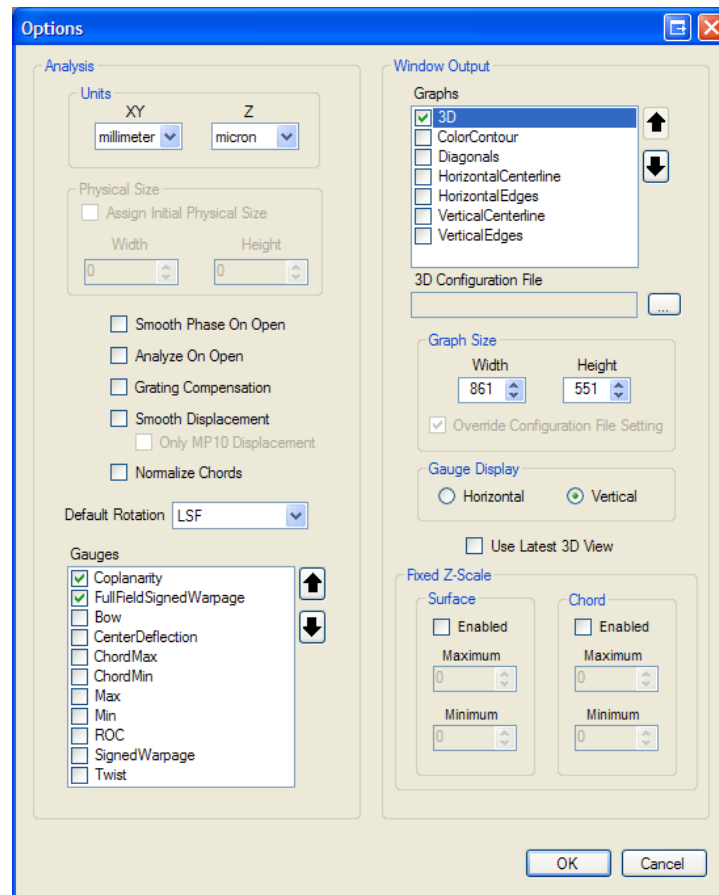 Options
Analysis
Units
XY Z
millimeter micron
Physical Size
Assign Initial Physical Size
Width Height
0 0
Smooth Phase On Open
Analyze On Open
Grating Compensation
Smooth Displacement
Only MP10 Displacement
Normalize Chords
Default Rotation LSF
Gauges
Coplanarity
FullFieldSignedWarpage
Bow
CenterDeflection
ChordMax
ChordMin
Max
Min
ROC
SignedWarpage
Twist
Window Output
Graphs
3D
ColorContour
Diagonals
HorizontalCenterline
HorizontalEdges
VerticalCenterline
VerticalEdges
3D Configuration File
...
Graph Size
Width Height
861 551
Override Configuration File Setting
Gauge Display
Horizontal Vertical
Use Latest 3D View
Fixed Z-Scale
Surface Chord
Enabled Enabled
Maximum Maximum
0 0
Minimum Minimum
0 0
OK Cancel